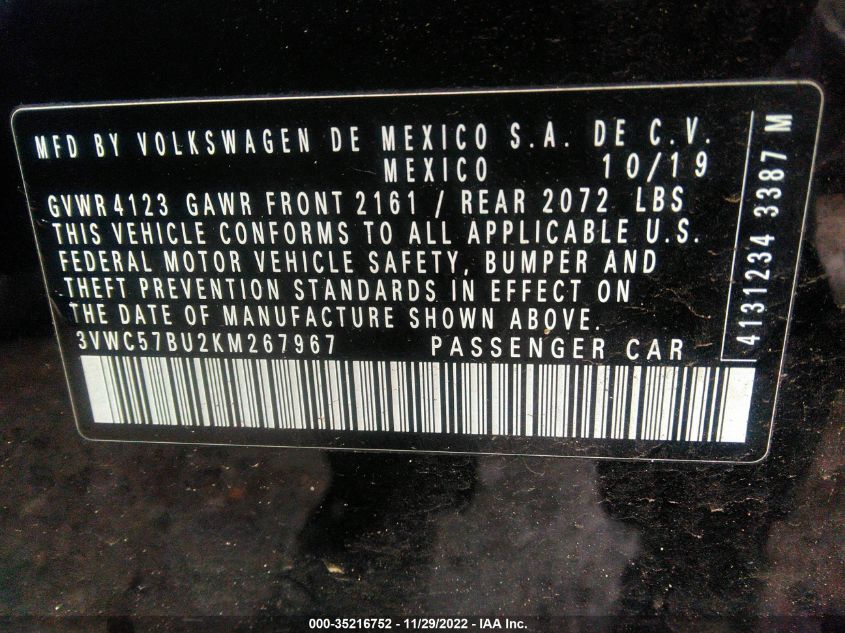 MFD BY VOLKSWAGEN DE MEXICO S.A. DE C.V.
MEXICO 10/19
GVWR 4123 GAWR FRONT 2161 / REAR 2072 LBS
THIS VEHICLE CONFORMS TO ALL APPLICABLE U.S.
FEDERAL MOTOR VEHICLE SAFETY, BUMPER AND
THEFT PREVENTION STANDARDS IN EFFECT ON
THE DATE OF MANUFACTURE SHOWN ABOVE.
3VWC57BU2KM267967 PASSENGER CAR
4131234 3387 M
000-35216752 - 11/29/2022 - IAA Inc.